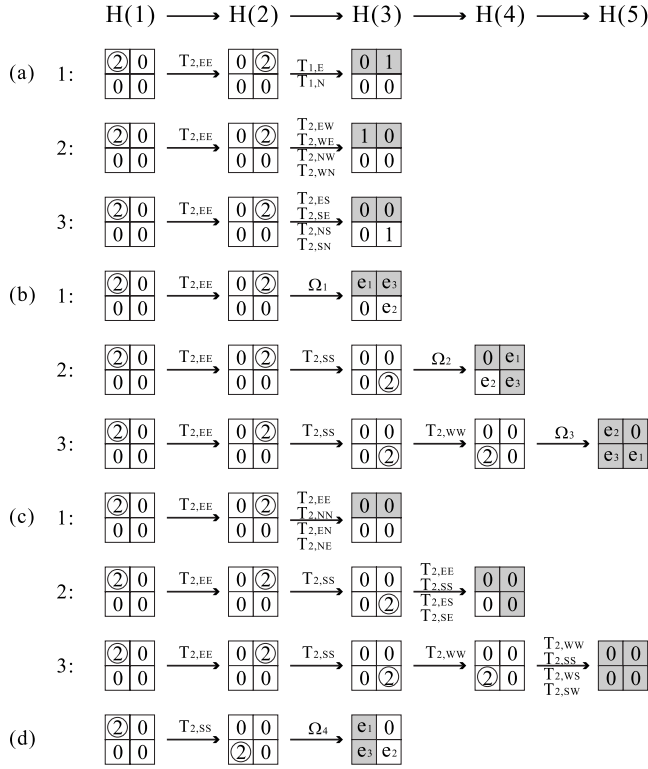 H(1) H(2) H(3) H(4) H(5)
(a) 1: ② 0 T2,EE 0 ② T1,E 0 1
0 0 0 0 T1,N 0 0
2: ② 0 T2,EE 0 ② T2,EW T2,WE 1 0
0 0 0 0 T2,NW T2,WN 0 0
3: ② 0 T2,EE 0 ② T2,ES T2,SE 0 0
0 0 0 0 T2,NS T2,SN 0 1
(b) 1: ② 0 T2,EE 0 ② Ω1 e1 e3
0 0 0 0 0 e2
2: ② 0 T2,EE 0 ② T2,SS 0 0 Ω2 0 e1
0 0 0 0 0 ② e2 e3
3: ② 0 T2,EE 0 ② T2,SS 0 0 T2,WW 0 0 Ω3 e2 0
0 0 0 0 0 ② ② 0 e3 e1
(c) 1: ② 0 T2,EE 0 ② T2,EE T2,NN 0 0
0 0 0 0 T2,EN T2,NE 0 0
2: ② 0 T2,EE 0 ② T2,SS 0 0 T2,EE T2,SS 0 0
0 0 0 0 0 ② T2,ES T2,SE 0 0
3: ② 0 T2,EE 0 ② T2,SS 0 0 T2,WW 0 0 T2,WW T2,SS 0 0
0 0 0 0 0 ② ② 0 T2,WS T2,SW 0 0
(d) ② 0 T2,SS 0 0 Ω4 e1 0
0 0 ② 0 e3 e2